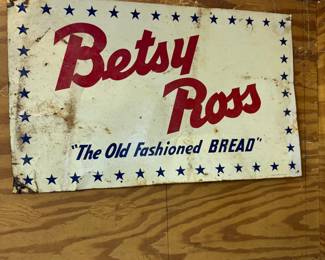 Betsy
Ross
"The Old Fashioned BREAD"